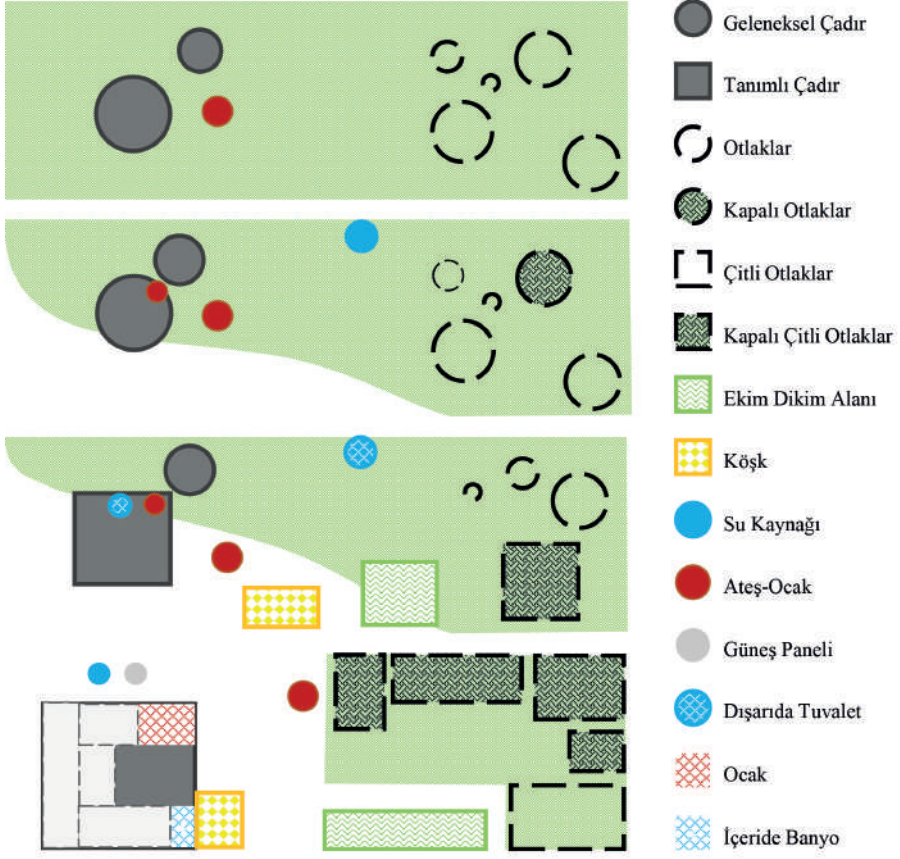 Geleneksel Çadır
Tanımlı Çadır
Otlaklar
Kapalı Otlaklar
Çitli Otlaklar
Kapalı Çitli Otlaklar
Ekim Dikim Alanı
Köşk
Su Kaynağı
Ateş-Ocak
Güneş Paneli
Dışarıda Tuvalet
Ocak
İçeride Banyo